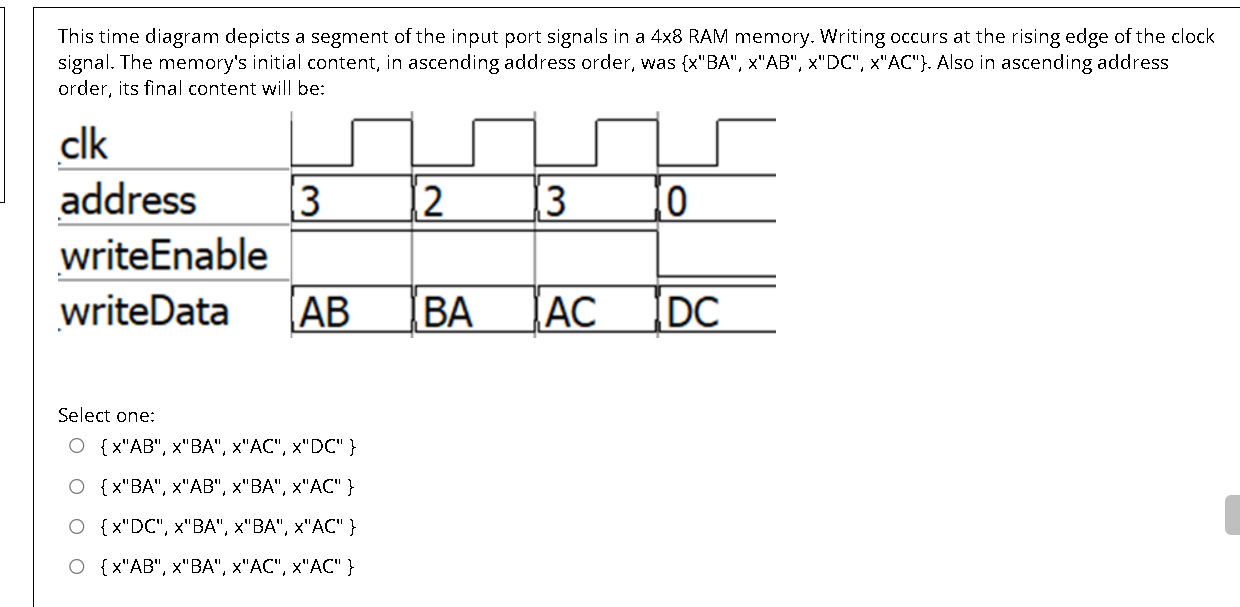 This time diagram depicts a segment of the input port signals in a 4x8 RAM memory. Writing occurs at the rising edge of the clock
signal. The memory's initial content, in ascending address order, was {x"BA", x"AB", x"DC", x"AC"}. Also in ascending address
order, its final content will be:
clk
address 3 2 3 0
writeEnable
writeData AB BA AC DC
Select one:
{ x"AB", x"BA", x"AC", x"DC" }
{ x"BA", x"AB", x"BA", x"AC" }
{ x"DC", x"BA", x"BA", x"AC" }
{ x"AB", x"BA", x"AC", x"AC" }